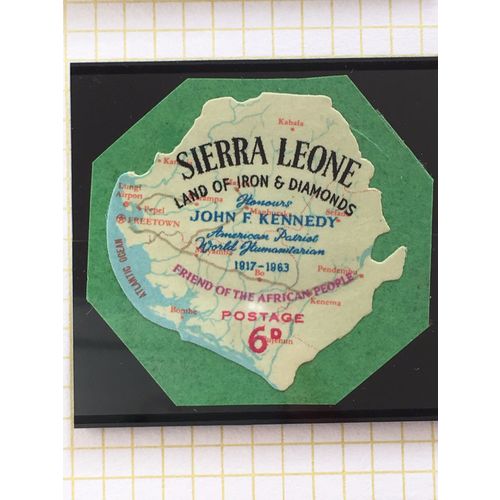 Kabala
SIERRA LEONE
LAND OF IRON & DIAMONDS
Honours
JOHN F KENNEDY
American Patriot
World Humanitarian
1917-1963
FRIEND OF THE AFRICAN PEOPLE
POSTAGE
6D
Lungi
Airport
Pepel
FREETOWN
ATLANTIC OCEAN
Bo
Pendembu
Kenema
Bonthe